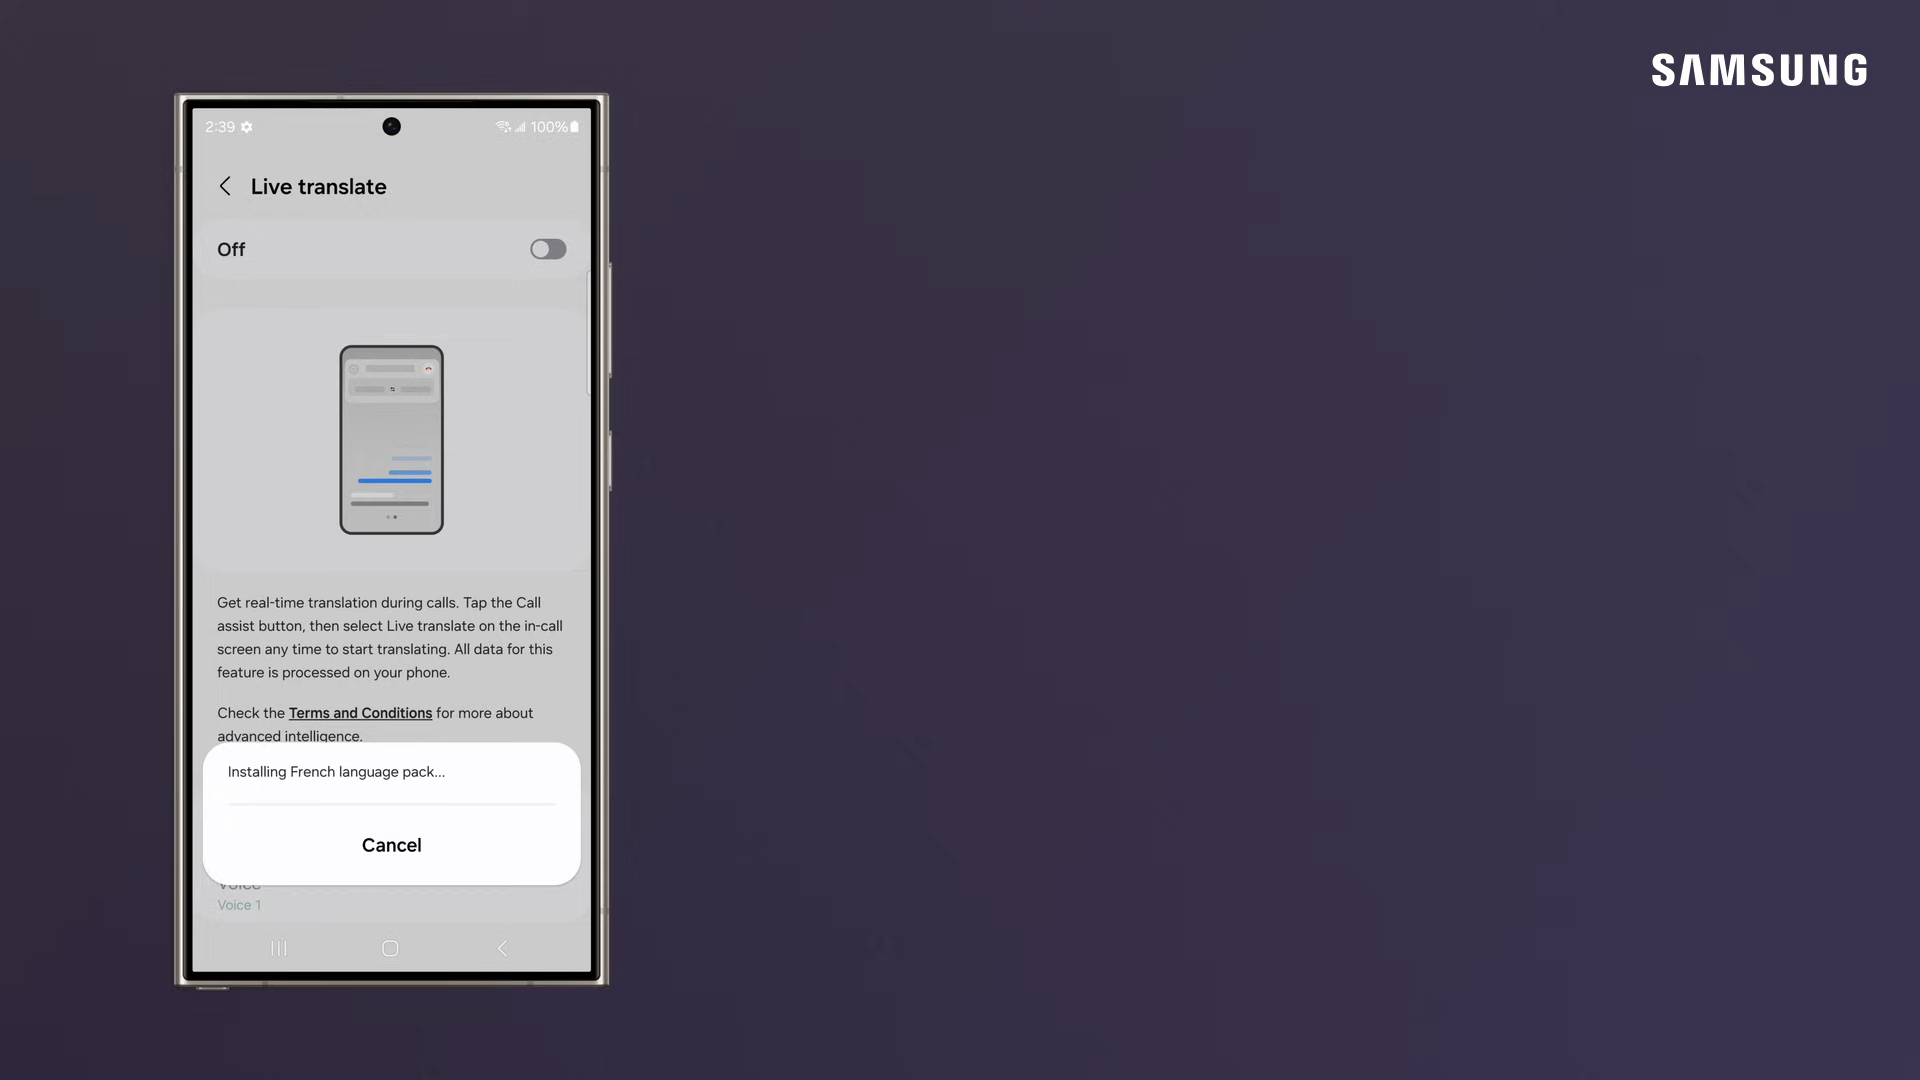 SAMSUNG
2:39
100%
Live translate
Off
Get real-time translation during calls. Tap the Call
assist button, then select Live translate on the in-call
screen any time to start translating. All data for this
feature is processed on your phone.
Check the Terms and Conditions for more about
advanced intelligence.
Installing French language pack...
Cancel
Voice
Voice 1